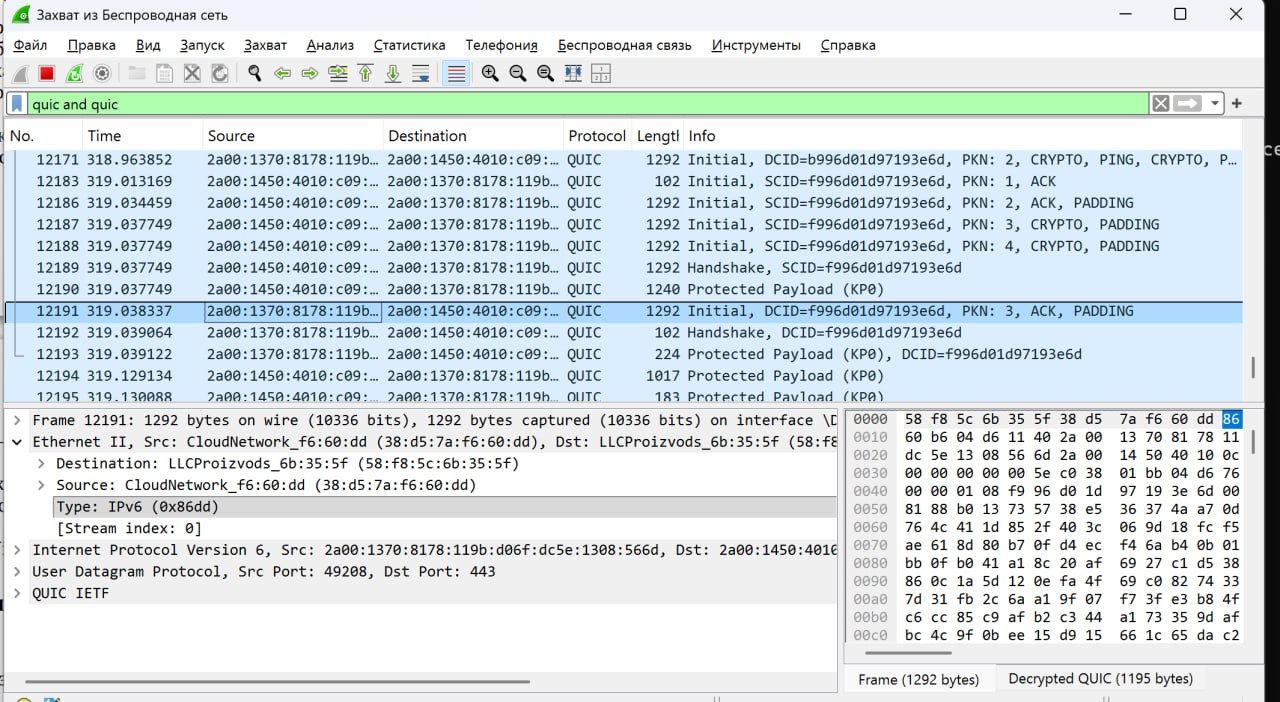 Захват из Беспроводная сеть
Файл Правка Вид Запуск Захват Анализ Статистика Телефония Беспроводная связь Инструменты Справка
quic and quic
No. Time Source Destination Protocol Lengtl Info
12171 318.963852 2a00:1370:8178:119b… 2a00:1450:4010:c09:… QUIC 1292 Initial, DCID=b996d01d97193e6d, PKN: 2, CRYPTO, PING, CRYPTO, P…
12183 319.013169 2a00:1450:4010:c09:… 2a00:1370:8178:119b… QUIC 102 Initial, SCID=f996d01d97193e6d, PKN: 1, ACK
12186 319.034459 2a00:1450:4010:c09:… 2a00:1370:8178:119b… QUIC 1292 Initial, SCID=f996d01d97193e6d, PKN: 2, ACK, PADDING
12187 319.037749 2a00:1450:4010:c09:… 2a00:1370:8178:119b… QUIC 1292 Initial, SCID=f996d01d97193e6d, PKN: 3, CRYPTO, PADDING
12188 319.037749 2a00:1450:4010:c09:… 2a00:1370:8178:119b… QUIC 1292 Initial, SCID=f996d01d97193e6d, PKN: 4, CRYPTO, PADDING
12189 319.037749 2a00:1450:4010:c09:… 2a00:1370:8178:119b… QUIC 1292 Handshake, SCID=f996d01d97193e6d
12190 319.037749 2a00:1450:4010:c09:… 2a00:1370:8178:119b… QUIC 1240 Protected Payload (KP0)
12191 319.038337 2a00:1370:8178:119b… 2a00:1450:4010:c09:… QUIC 1292 Initial, DCID=f996d01d97193e6d, PKN: 3, ACK, PADDING
12192 319.039064 2a00:1370:8178:119b… 2a00:1450:4010:c09:… QUIC 102 Handshake, DCID=f996d01d97193e6d
12193 319.039122 2a00:1370:8178:119b… 2a00:1450:4010:c09:… QUIC 224 Protected Payload (KP0), DCID=f996d01d97193e6d
12194 319.129134 2a00:1450:4010:c09:… 2a00:1370:8178:119b… QUIC 1017 Protected Payload (KP0)
12195 319.130088 2a00:1450:4010:c09:… 2a00:1370:8178:119b… QUIC 183 Protected Payload (KP0)
Frame 12191: 1292 bytes on wire (10336 bits), 1292 bytes captured (10336 bits) on interface \D
Ethernet II, Src: CloudNetwork_f6:60:dd (38:d5:7a:f6:60:dd), Dst: LLCProizvods_6b:35:5f (58:f8
Destination: LLCProizvods_6b:35:5f (58:f8:5c:6b:35:5f)
Source: CloudNetwork_f6:60:dd (38:d5:7a:f6:60:dd)
Type: IPv6 (0x86dd)
[Stream index: 0]
Internet Protocol Version 6, Src: 2a00:1370:8178:119b:d06f:dc5e:1308:566d, Dst: 2a00:1450:4010
User Datagram Protocol, Src Port: 49208, Dst Port: 443
QUIC IETF
0000 58 f8 5c 6b 35 5f 38 d5 7a f6 60 dd 86
0010 60 b6 04 d6 11 40 2a 00 13 70 81 78 11
0020 dc 5e 13 08 56 6d 2a 00 14 50 40 10 0c
0030 00 00 00 00 00 5e c0 38 01 bb 04 d6 76
0040 00 00 01 08 f9 96 d0 1d 97 19 3e 6d 00
0050 81 88 b0 13 73 57 38 e5 36 37 4a a7 0d
0060 76 4c 41 1d 85 2f 40 3c 06 9d 18 fc f5
0070 ae 61 8d 80 b7 0f d4 ec f4 6a b4 0b 01
0080 bb 0f b0 41 a1 8c 20 af 69 27 c1 d5 38
0090 86 0c 1a 5d 12 0e fa 4f 69 c0 82 74 33
00a0 7d 31 fb 2c 6a a1 9f 07 f7 3f e3 b8 4f
00b0 c6 cc 85 c9 af b2 c3 44 a1 73 35 9d af
00c0 bc 4c 9f 0b ee 15 d9 15 66 1c 65 da c2
Frame (1292 bytes) Decrypted QUIC (1195 bytes)